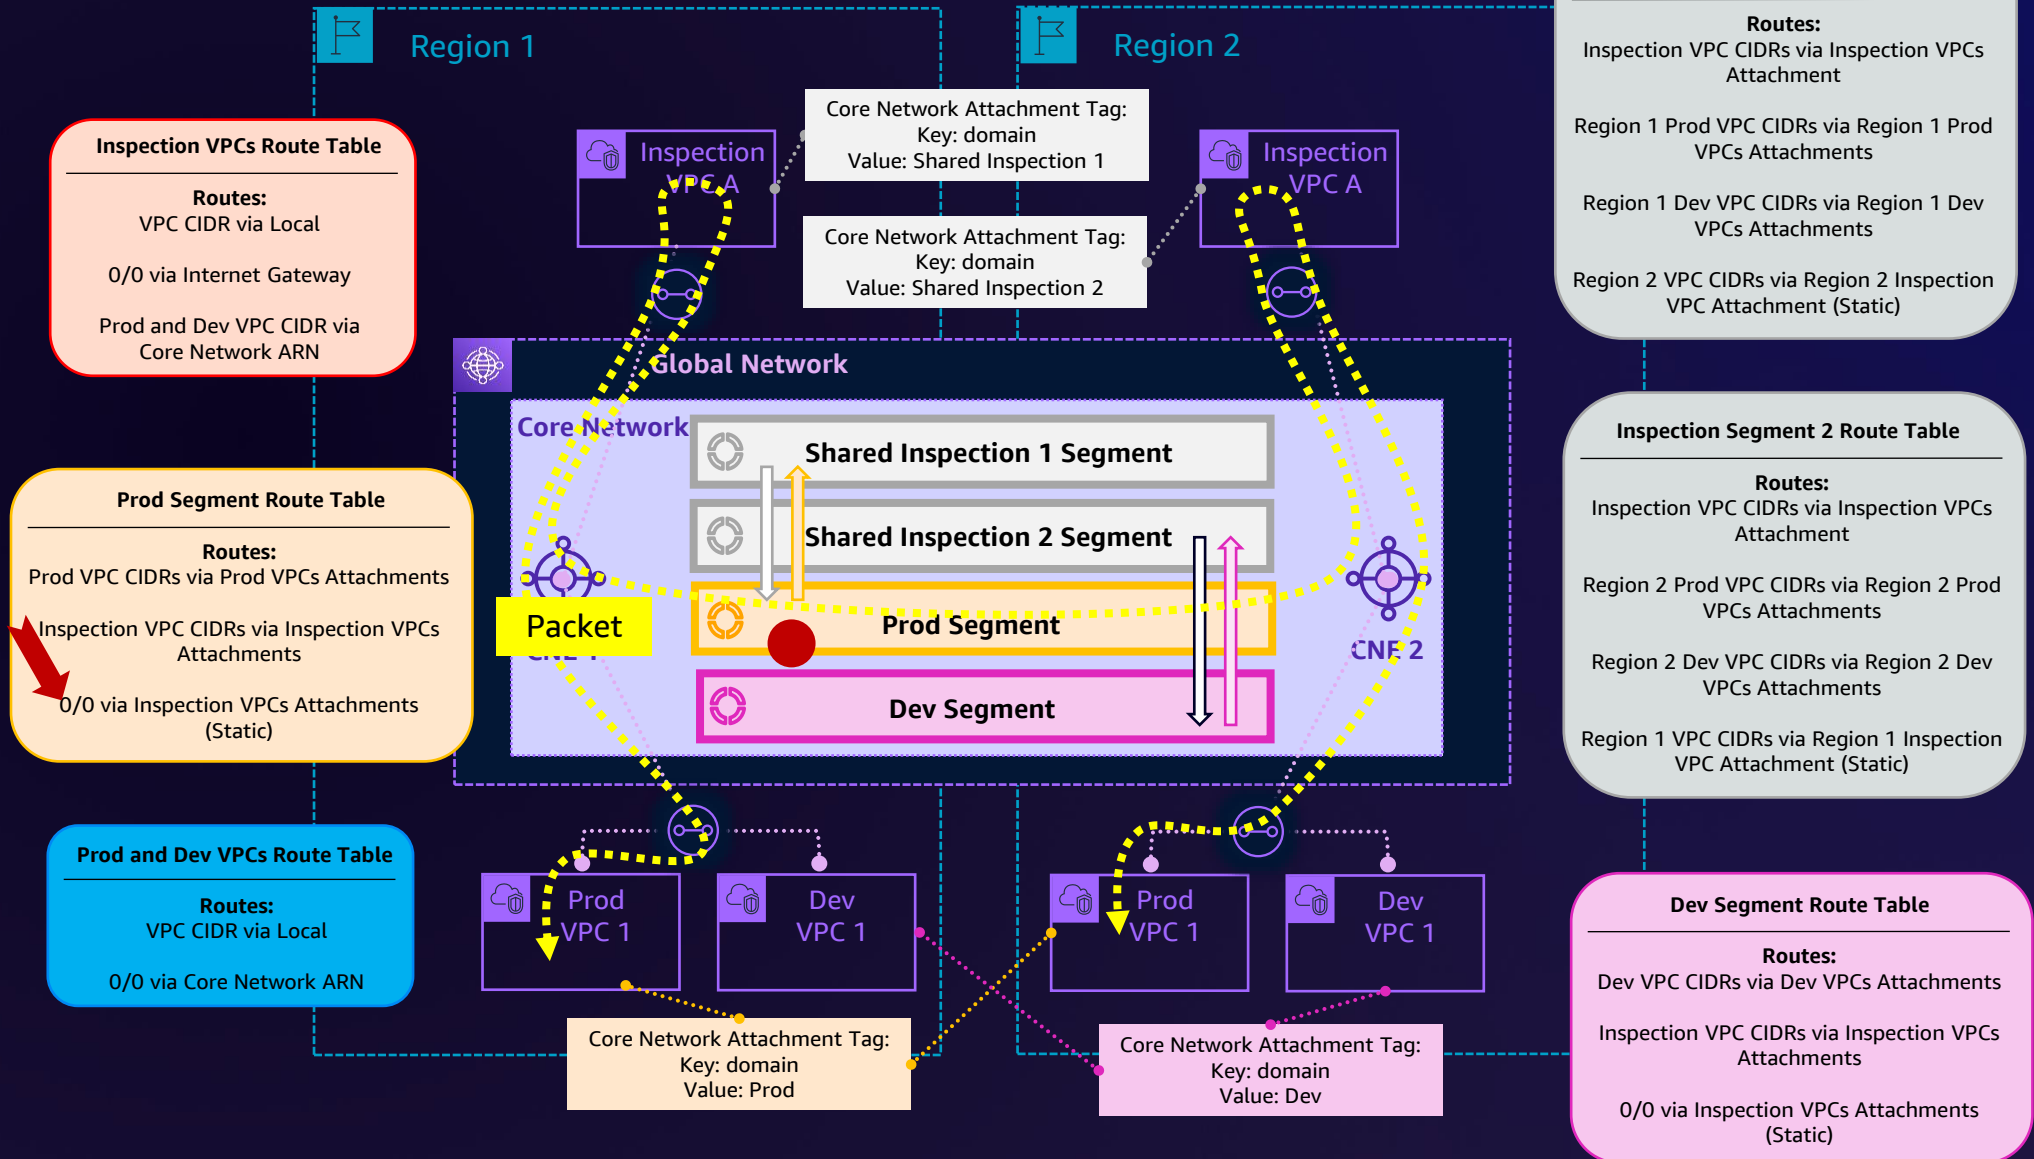 Region 1
Region 2
Routes:
Inspection VPC CIDRs via Inspection VPCs
Attachment
Region 1 Prod VPC CIDRs via Region 1 Prod
VPCs Attachments
Region 1 Dev VPC CIDRs via Region 1 Dev
VPCs Attachments
Region 2 VPC CIDRs via Region 2 Inspection
VPC Attachment (Static)
Inspection VPCs Route Table
Routes:
VPC CIDR via Local
0/0 via Internet Gateway
Prod and Dev VPC CIDR via
Core Network ARN
Inspection
VPC A
Core Network Attachment Tag:
Key: domain
Value: Shared Inspection 1
Inspection
VPC A
Core Network Attachment Tag:
Key: domain
Value: Shared Inspection 2
Global Network
Core Network
Shared Inspection 1 Segment
Shared Inspection 2 Segment
Prod Segment
Dev Segment
Packet
CNE 2
Prod Segment Route Table
Routes:
Prod VPC CIDRs via Prod VPCs Attachments
Inspection VPC CIDRs via Inspection VPCs
Attachments
0/0 via Inspection VPCs Attachments
(Static)
Inspection Segment 2 Route Table
Routes:
Inspection VPC CIDRs via Inspection VPCs
Attachment
Region 2 Prod VPC CIDRs via Region 2 Prod
VPCs Attachments
Region 2 Dev VPC CIDRs via Region 2 Dev
VPCs Attachments
Region 1 VPC CIDRs via Region 1 Inspection
VPC Attachment (Static)
Prod and Dev VPCs Route Table
Routes:
VPC CIDR via Local
0/0 via Core Network ARN
Prod
VPC 1
Dev
VPC 1
Prod
VPC 1
Dev
VPC 1
Core Network Attachment Tag:
Key: domain
Value: Prod
Core Network Attachment Tag:
Key: domain
Value: Dev
Dev Segment Route Table
Routes:
Dev VPC CIDRs via Dev VPCs Attachments
Inspection VPC CIDRs via Inspection VPCs
Attachments
0/0 via Inspection VPCs Attachments
(Static)